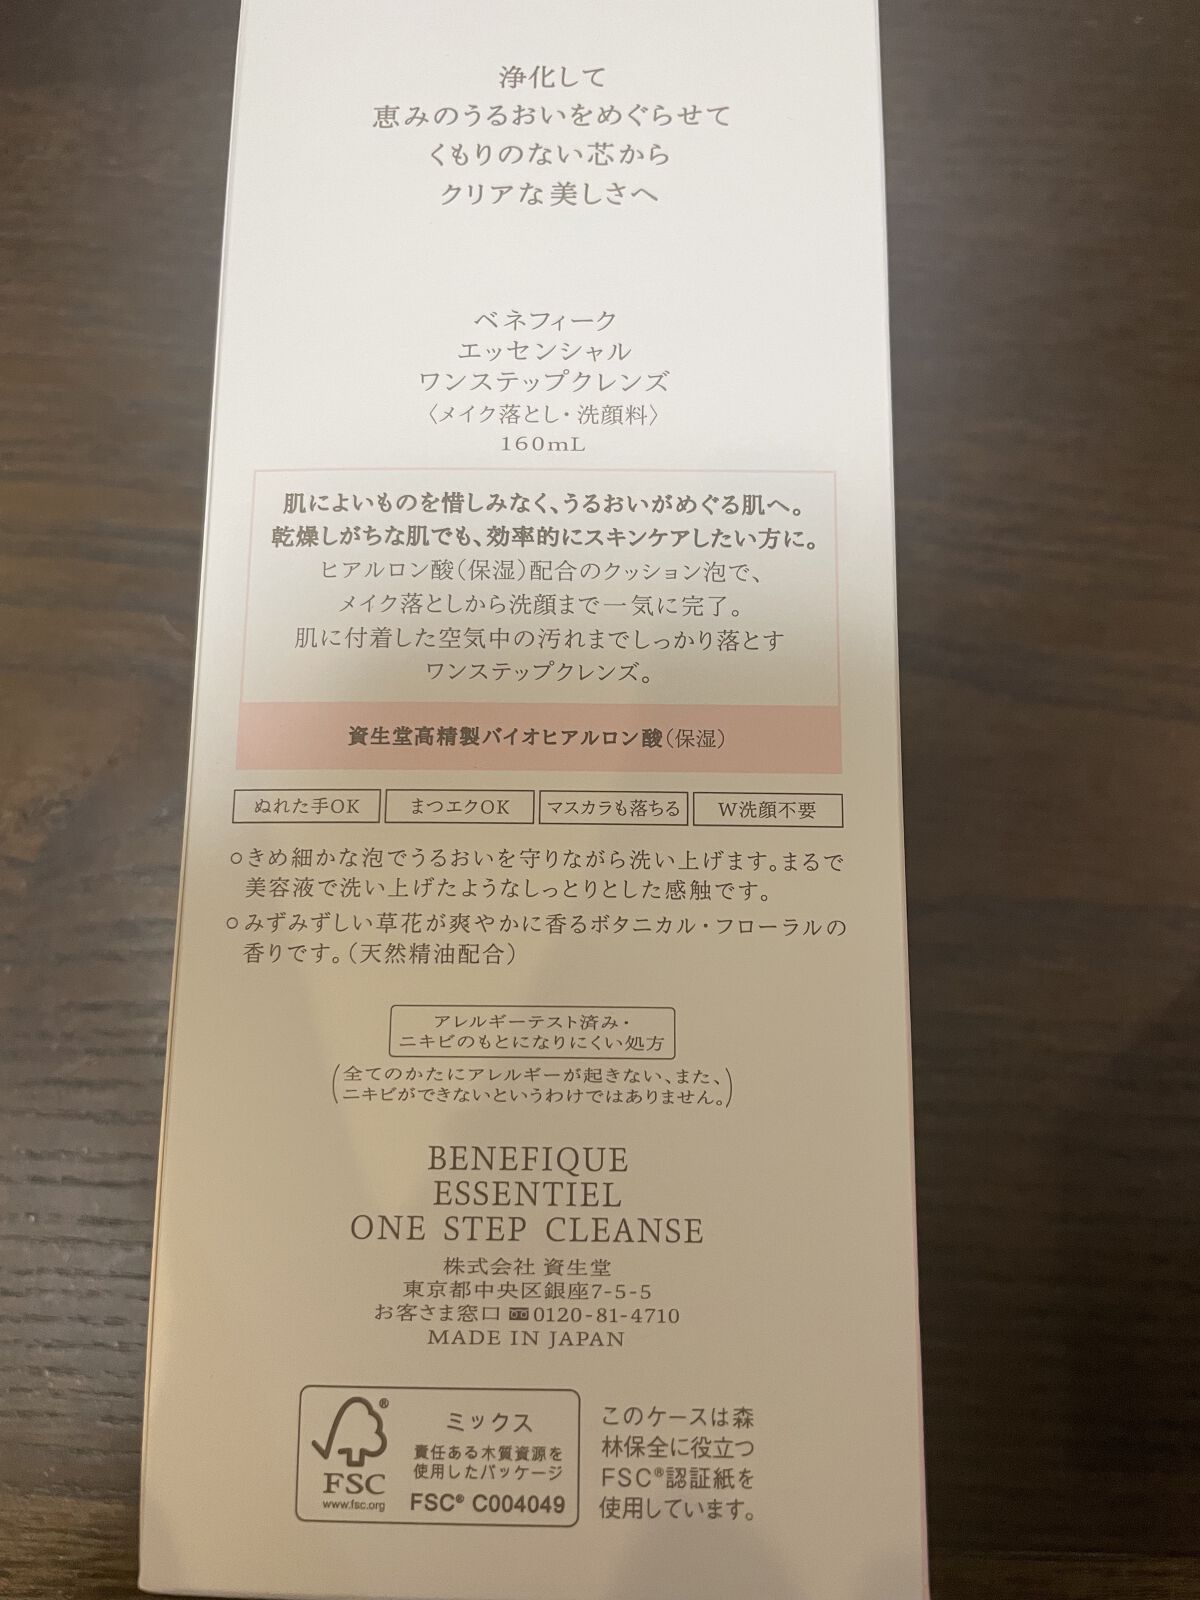 浄化して
恵みのうるおいをめぐらせて
くもりのない芯から
クリアな美しさへ
ベネフィーク
エッセンシャル
ワンステップクレンズ
〈メイク落とし・洗顔料〉
160mL
肌によいものを惜しみなく、うるおいがめぐる肌へ。
乾燥しがちな肌でも、効率的にスキンケアしたい方に。
ヒアルロン酸(保湿)配合のクッション泡で、
メイク落としから洗顔まで一気に完了。
肌に付着した空気中の汚れまでしっかり落とす
ワンステップクレンズ。
資生堂高精製バイオヒアルロン酸(保湿)
ぬれた手OK まつエクOK マスカラも落ちる W洗顔不要
○きめ細かな泡でうるおいを守りながら洗い上げます。まるで
美容液で洗い上げたようなしっとりとした感触です。
○みずみずしい草花が爽やかに香るボタニカル・フローラルの
香りです。(天然精油配合)
アレルギーテスト済み・
ニキビのもとになりにくい処方
(全てのかたにアレルギーが起きない、また、
ニキビができないというわけではありません。)
BENEFIQUE
ESSENTIEL
ONE STEP CLEANSE
株式会社 資生堂
東京都中央区銀座7-5-5
お客さま窓口 0120-81-4710
MADE IN JAPAN
®
FSC
www.fsc.org
ミックス
責任ある木質資源を
使用したパッケージ
FSC® C004049
このケースは森
林保全に役立つ
FSC®認証紙を
使用しています。